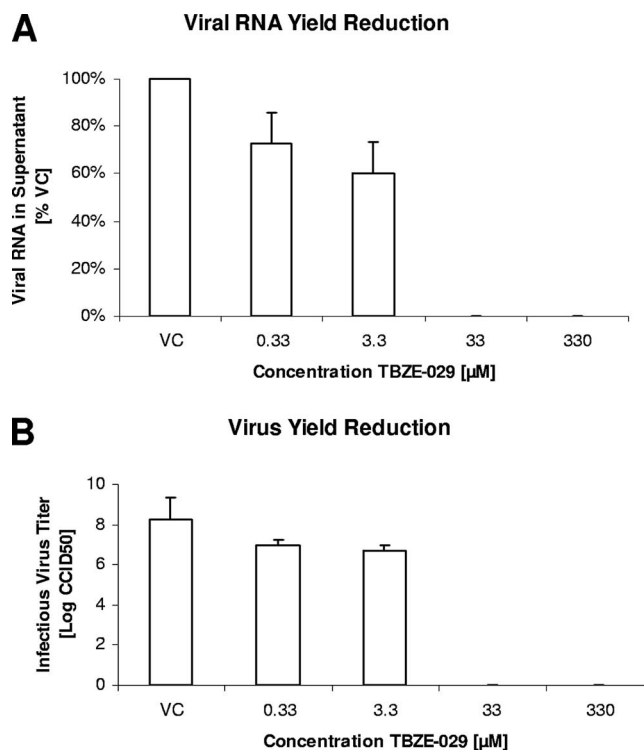 A
Viral RNA Yield Reduction
Viral RNA in Supernatant
[% VC]
100%
80%
60%
40%
20%
0%
VC 0.33 3.3 33 330
Concentration TBZE-029 [µM]
B
Virus Yield Reduction
Infectious Virus Titer
[Log CCID50]
10
8
6
4
2
0
VC 0.33 3.3 33 330
Concentration TBZE-029 [µM]